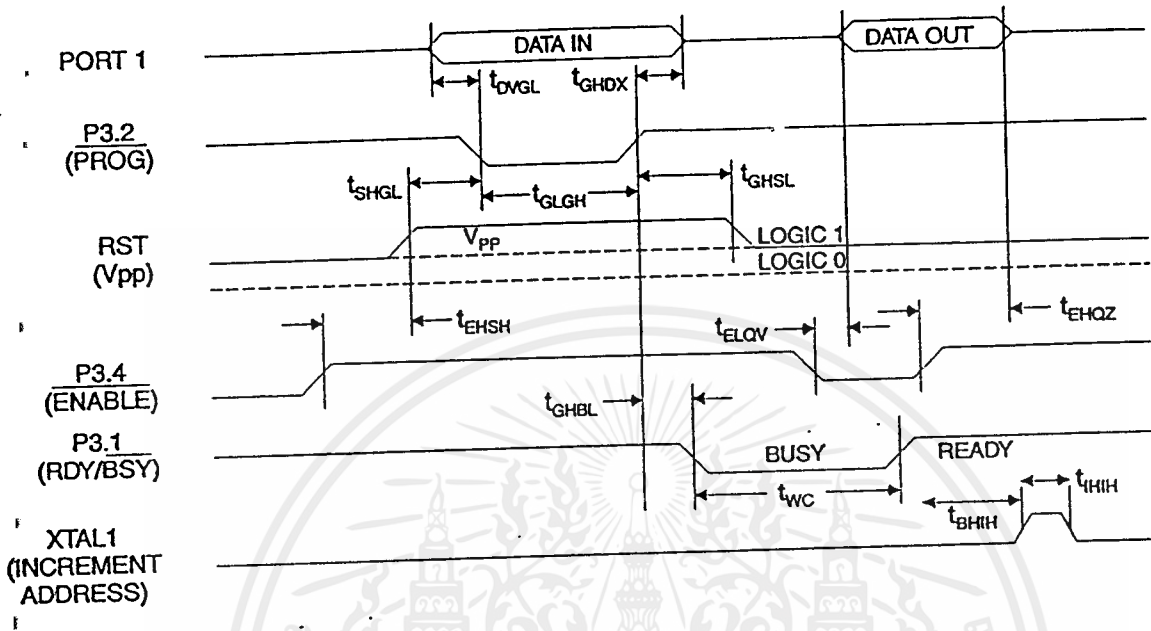 PORT 1
DATA IN
DATA OUT
tDVGL
tGHDX
P3.2
(PROG)
tSHGL
tGLGH
tGHSL
RST
(Vpp)
VPP
LOGIC 1
LOGIC 0
tEHSH
tELQV
tEHQZ
P3.4
(ENABLE)
tGHBL
P3.1
(RDY/BSY)
BUSY
READY
tWC
tIHIH
tBHIH
XTAL1
(INCREMENT
ADDRESS)